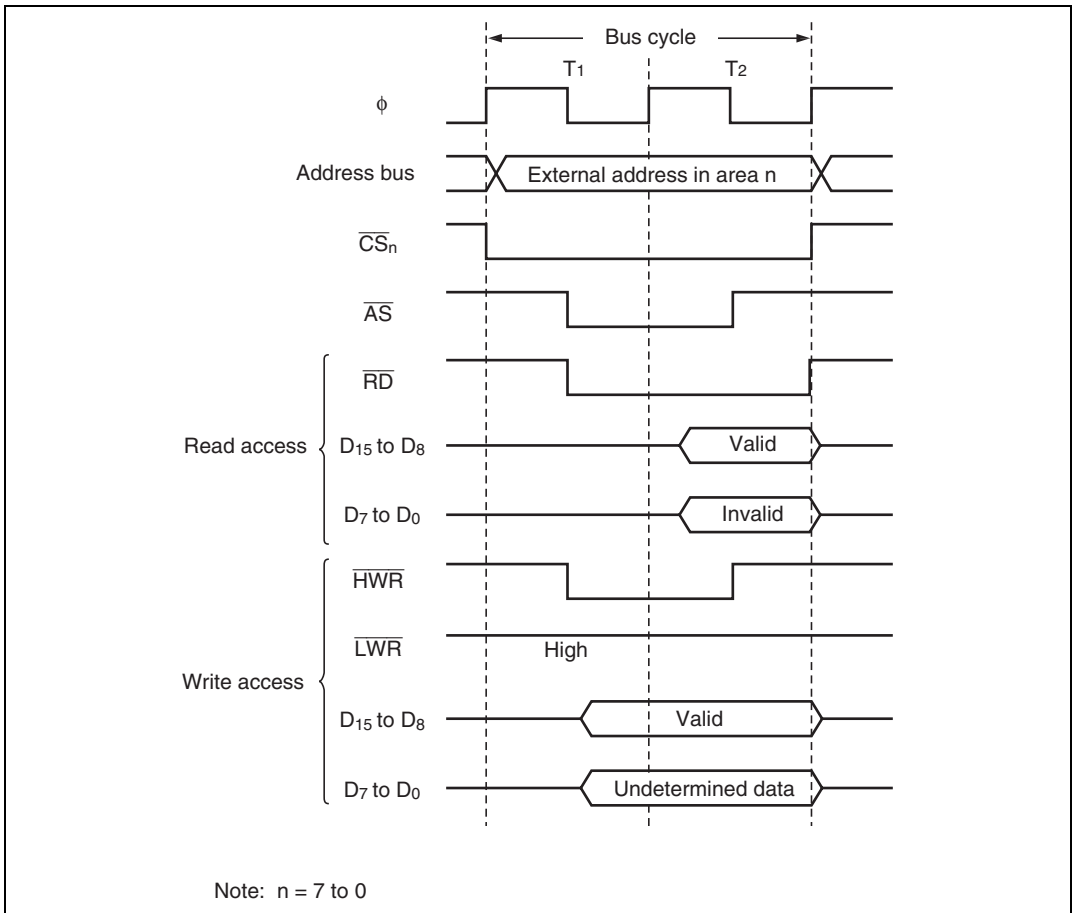 Bus cycle
T1 T2
ϕ
Address bus External address in area n
CSn
AS
RD
Read access D15 to D8 Valid
D7 to D0 Invalid
HWR
LWR High
Write access
D15 to D8 Valid
D7 to D0 Undetermined data
Note: n = 7 to 0